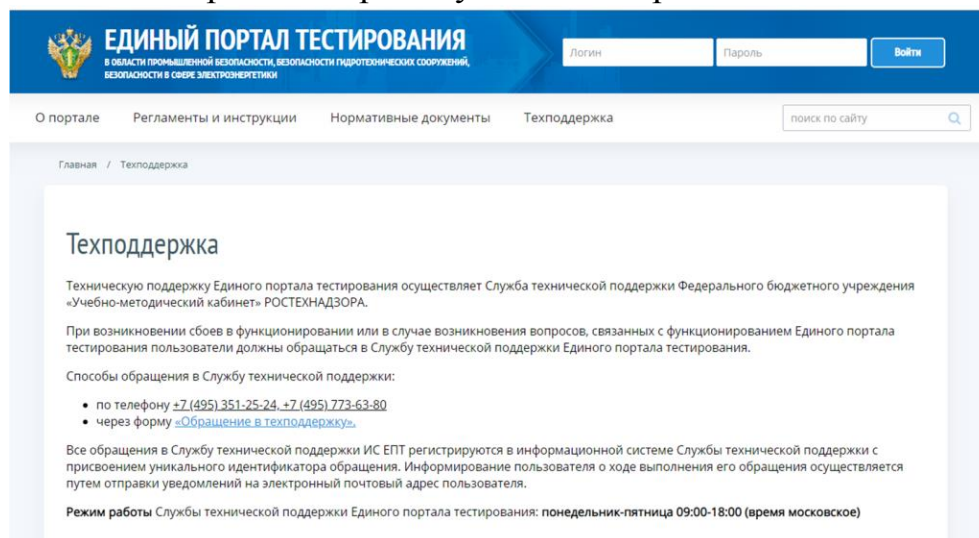 ЕДИНЫЙ ПОРТАЛ ТЕСТИРОВАНИЯ
В ОБЛАСТИ ПРОМЫШЛЕННОЙ БЕЗОПАСНОСТИ, БЕЗОПАСНОСТИ ГИДРОТЕХНИЧЕСКИХ СООРУЖЕНИЙ,
БЕЗОПАСНОСТИ В СФЕРЕ ЭЛЕКТРОЭНЕРГЕТИКИ
Логин Пароль Войти
О портале Регламенты и инструкции Нормативные документы Техподдержка поиск по сайту
Главная / Техподдержка
Техподдержка
Техническую поддержку Единого портала тестирования осуществляет Служба технической поддержки Федерального бюджетного учреждения
«Учебно-методический кабинет» РОСТЕХНАДЗОРА.
При возникновении сбоев в функционировании или в случае возникновения вопросов, связанных с функционированием Единого портала
тестирования пользователи должны обращаться в Службу технической поддержки Единого портала тестирования.
Способы обращения в Службу технической поддержки:
• по телефону +7 (495) 351-25-24, +7 (495) 773-63-80
• через форму «Обращение в техподдержку».
Все обращения в Службу технической поддержки ИС ЕПТ регистрируются в информационной системе Службы технической поддержки с
присвоением уникального идентификатора обращения. Информирование пользователя о ходе выполнения его обращения осуществляется
путем отправки уведомлений на электронный почтовый адрес пользователя.
Режим работы Службы технической поддержки Единого портала тестирования: понедельник-пятница 09:00-18:00 (время московское)